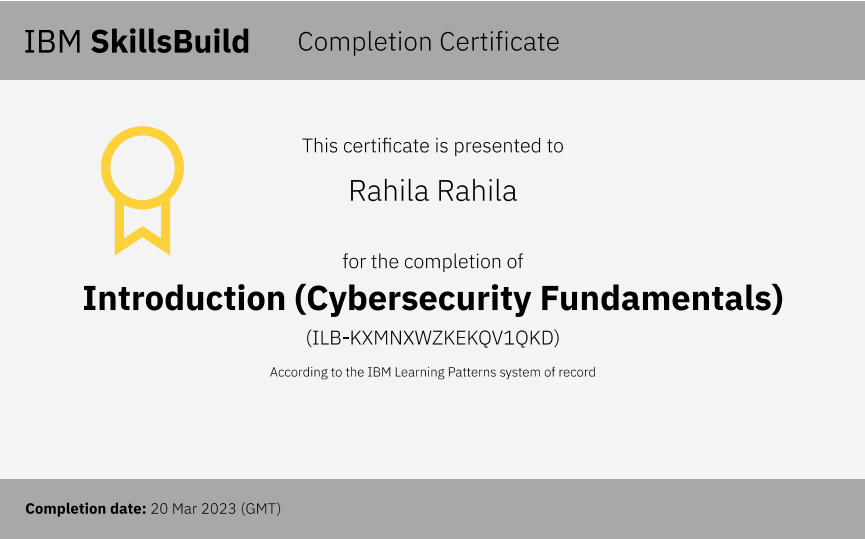 IBM SkillsBuild Completion Certificate
This certificate is presented to
Rahila Rahila
for the completion of
Introduction (Cybersecurity Fundamentals)
(ILB-KXMNXWZKEKQV1QKD)
According to the IBM Learning Patterns system of record
Completion date: 20 Mar 2023 (GMT)